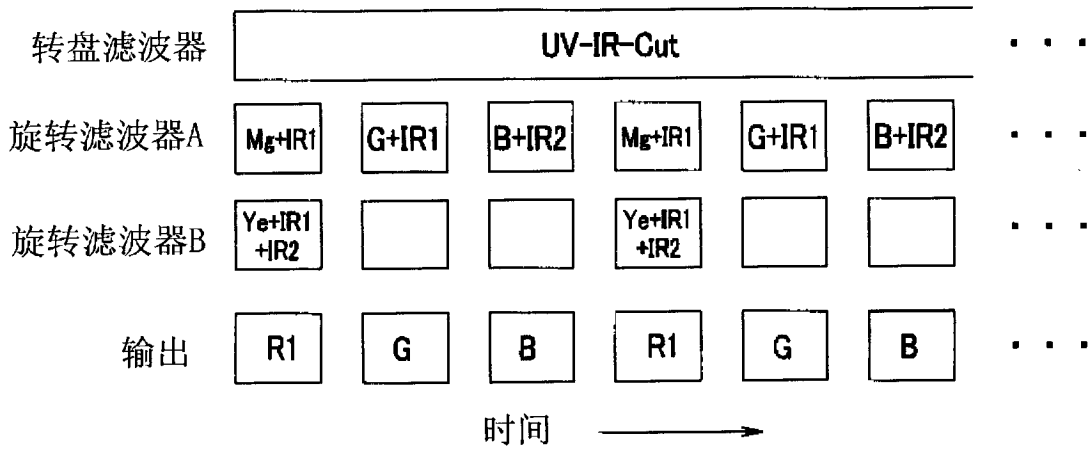 转盘滤波器 UV-IR-Cut · · ·
旋转滤波器A Mg+IR1 G+IR1 B+IR2 Mg+IR1 G+IR1 B+IR2 · · ·
旋转滤波器B Ye+IR1 +IR2 Ye+IR1 +IR2 · · ·
输出 R1 G B R1 G B · · ·
时间